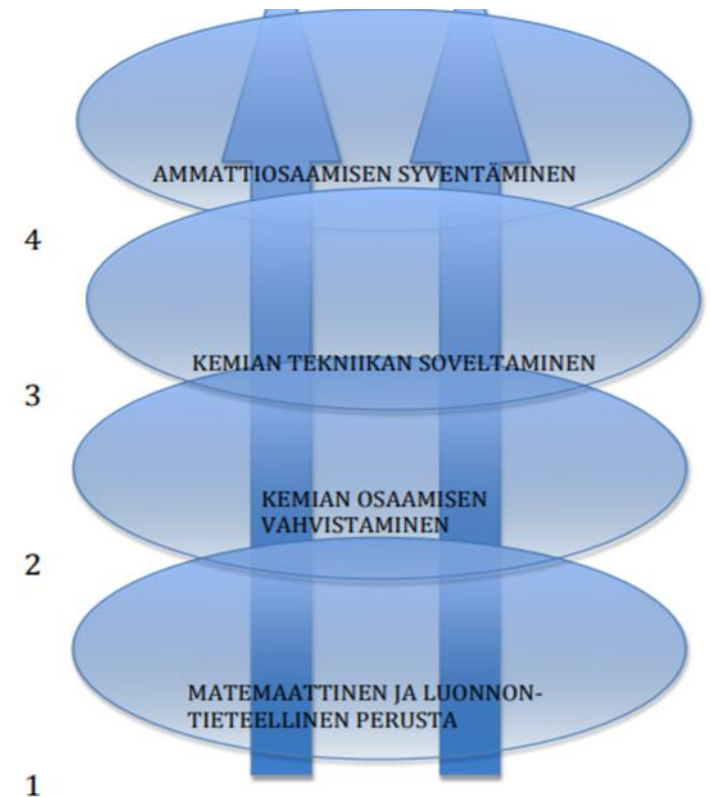 AMMATTIOSAAMISEN SYVENTÄMINEN
4
KEMIAN TEKNIIKAN SOVELTAMINEN
3
KEMIAN OSAAMISEN
VAHVISTAMINEN
2
MATEMAATTINEN JA LUONNON-
TIETEELLINEN PERUSTA
1